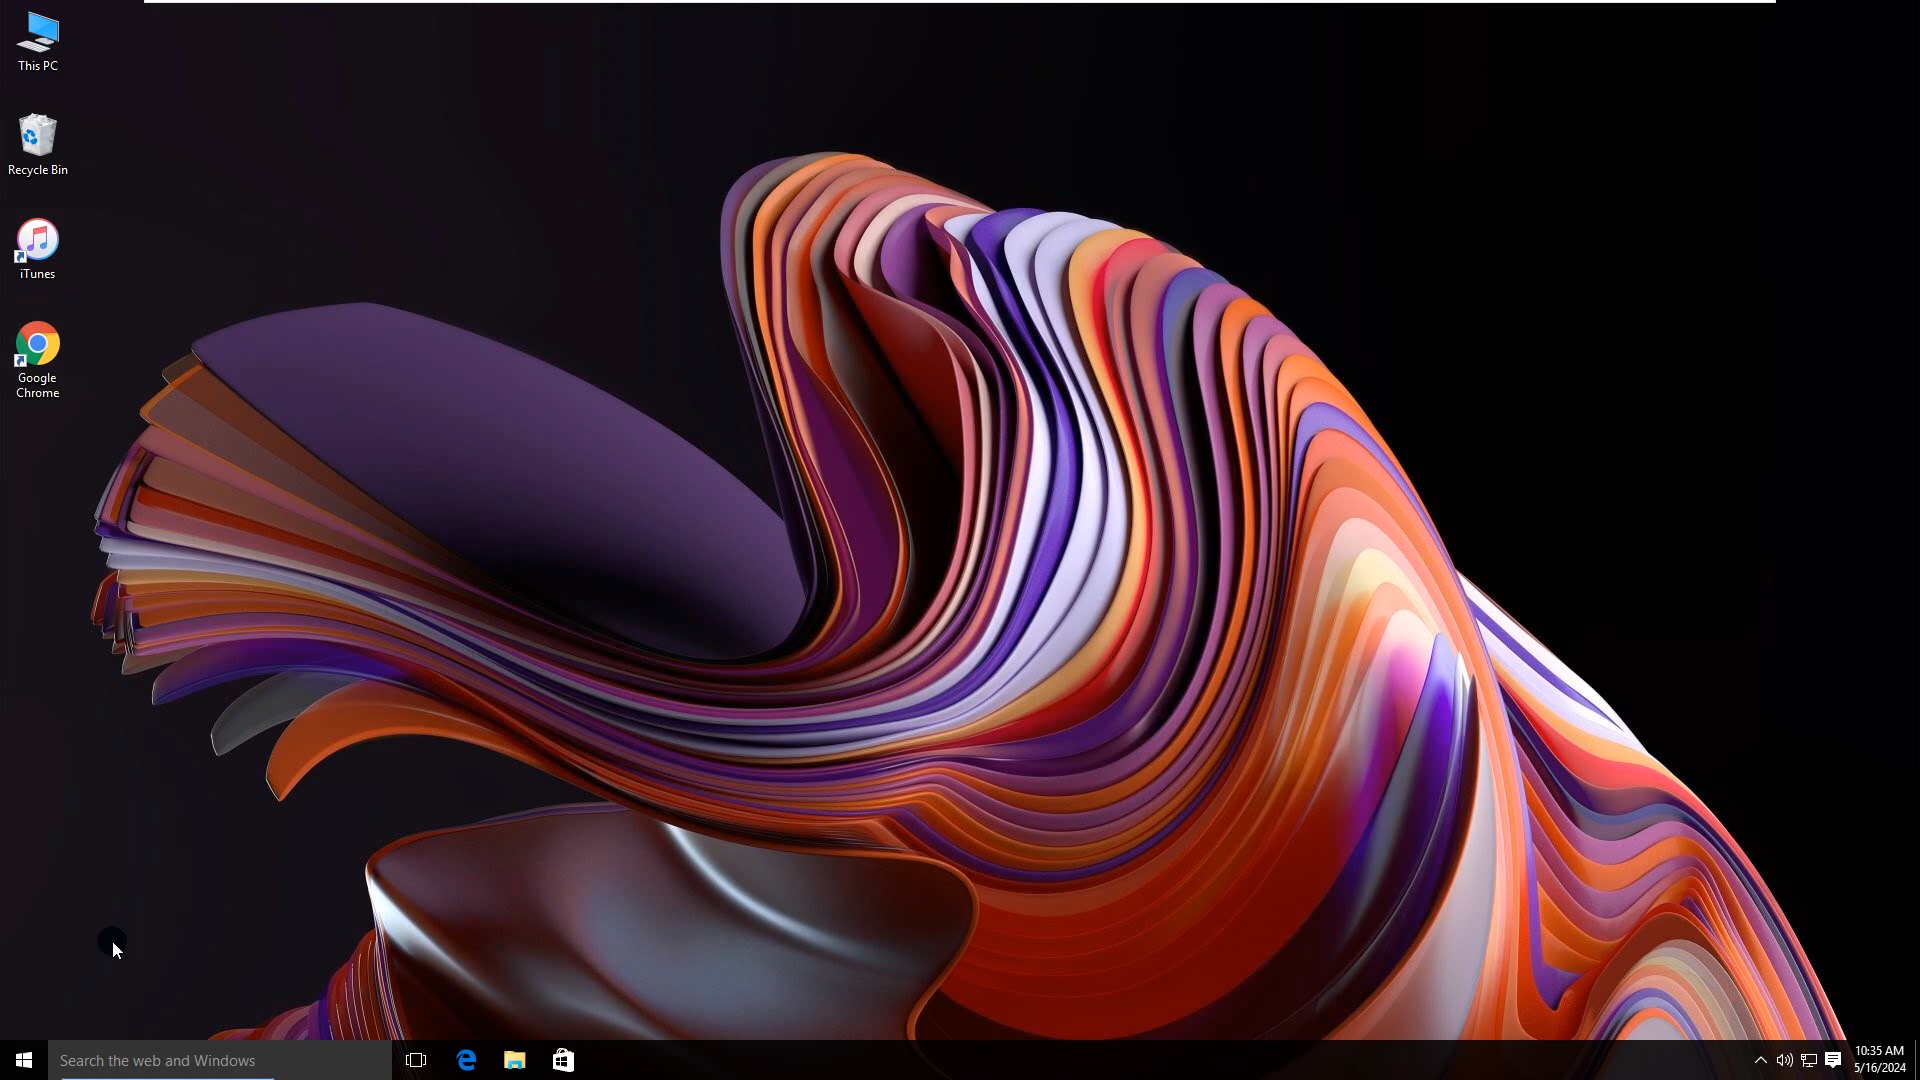 This PC
Recycle Bin
iTunes
Google
Chrome
Search the web and Windows
10:35 AM
5/16/2024